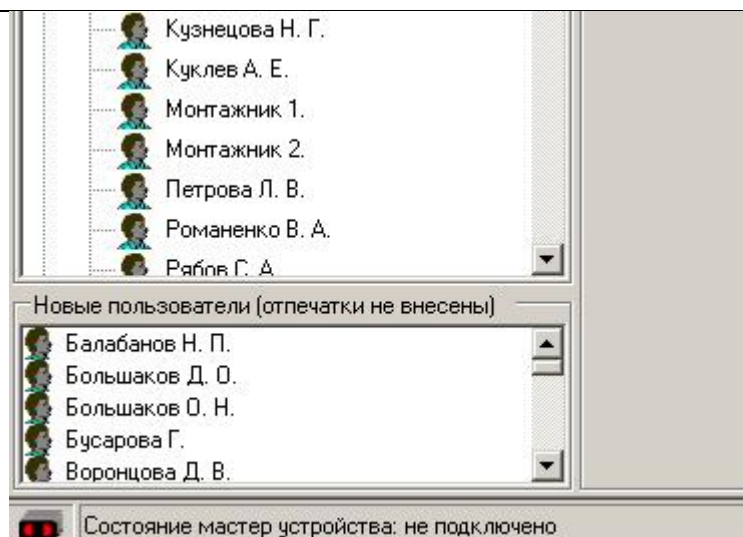 Кузнецова Н. Г.
Куклев А. Е.
Монтажник 1.
Монтажник 2.
Петрова Л. В.
Романенко В. А.
Рябов С. А.
Новые пользователи (отпечатки не внесены)
Балабанов Н. П.
Большаков Д. О.
Большаков О. Н.
Бусарова Г.
Воронцова Д. В.
Состояние мастер устройства: не подключено